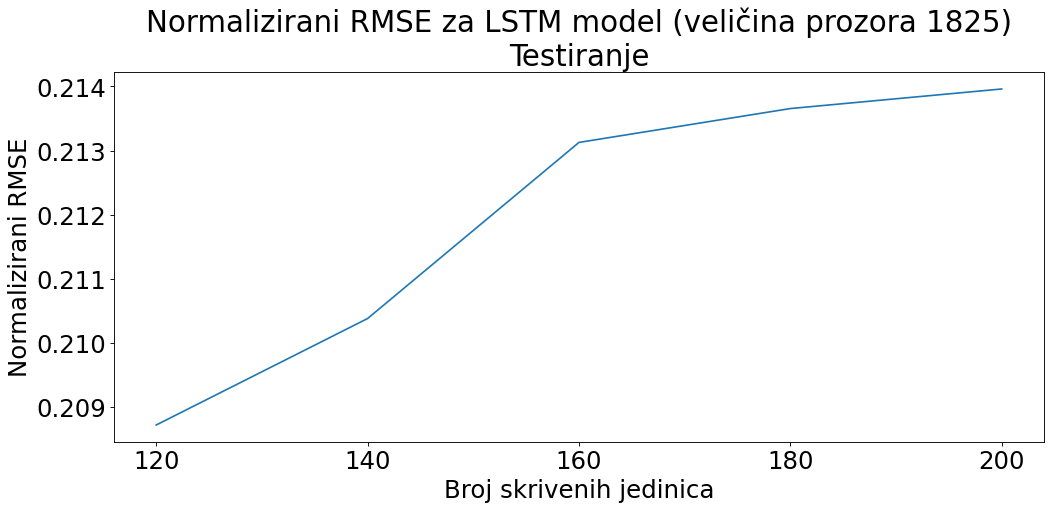 Normalizirani RMSE za LSTM model (veličina prozora 1825)
Testiranje
0.214
0.213
0.212
0.211
0.210
0.209
Normalizirani RMSE
120 140 160 180 200
Broj skrivenih jedinica